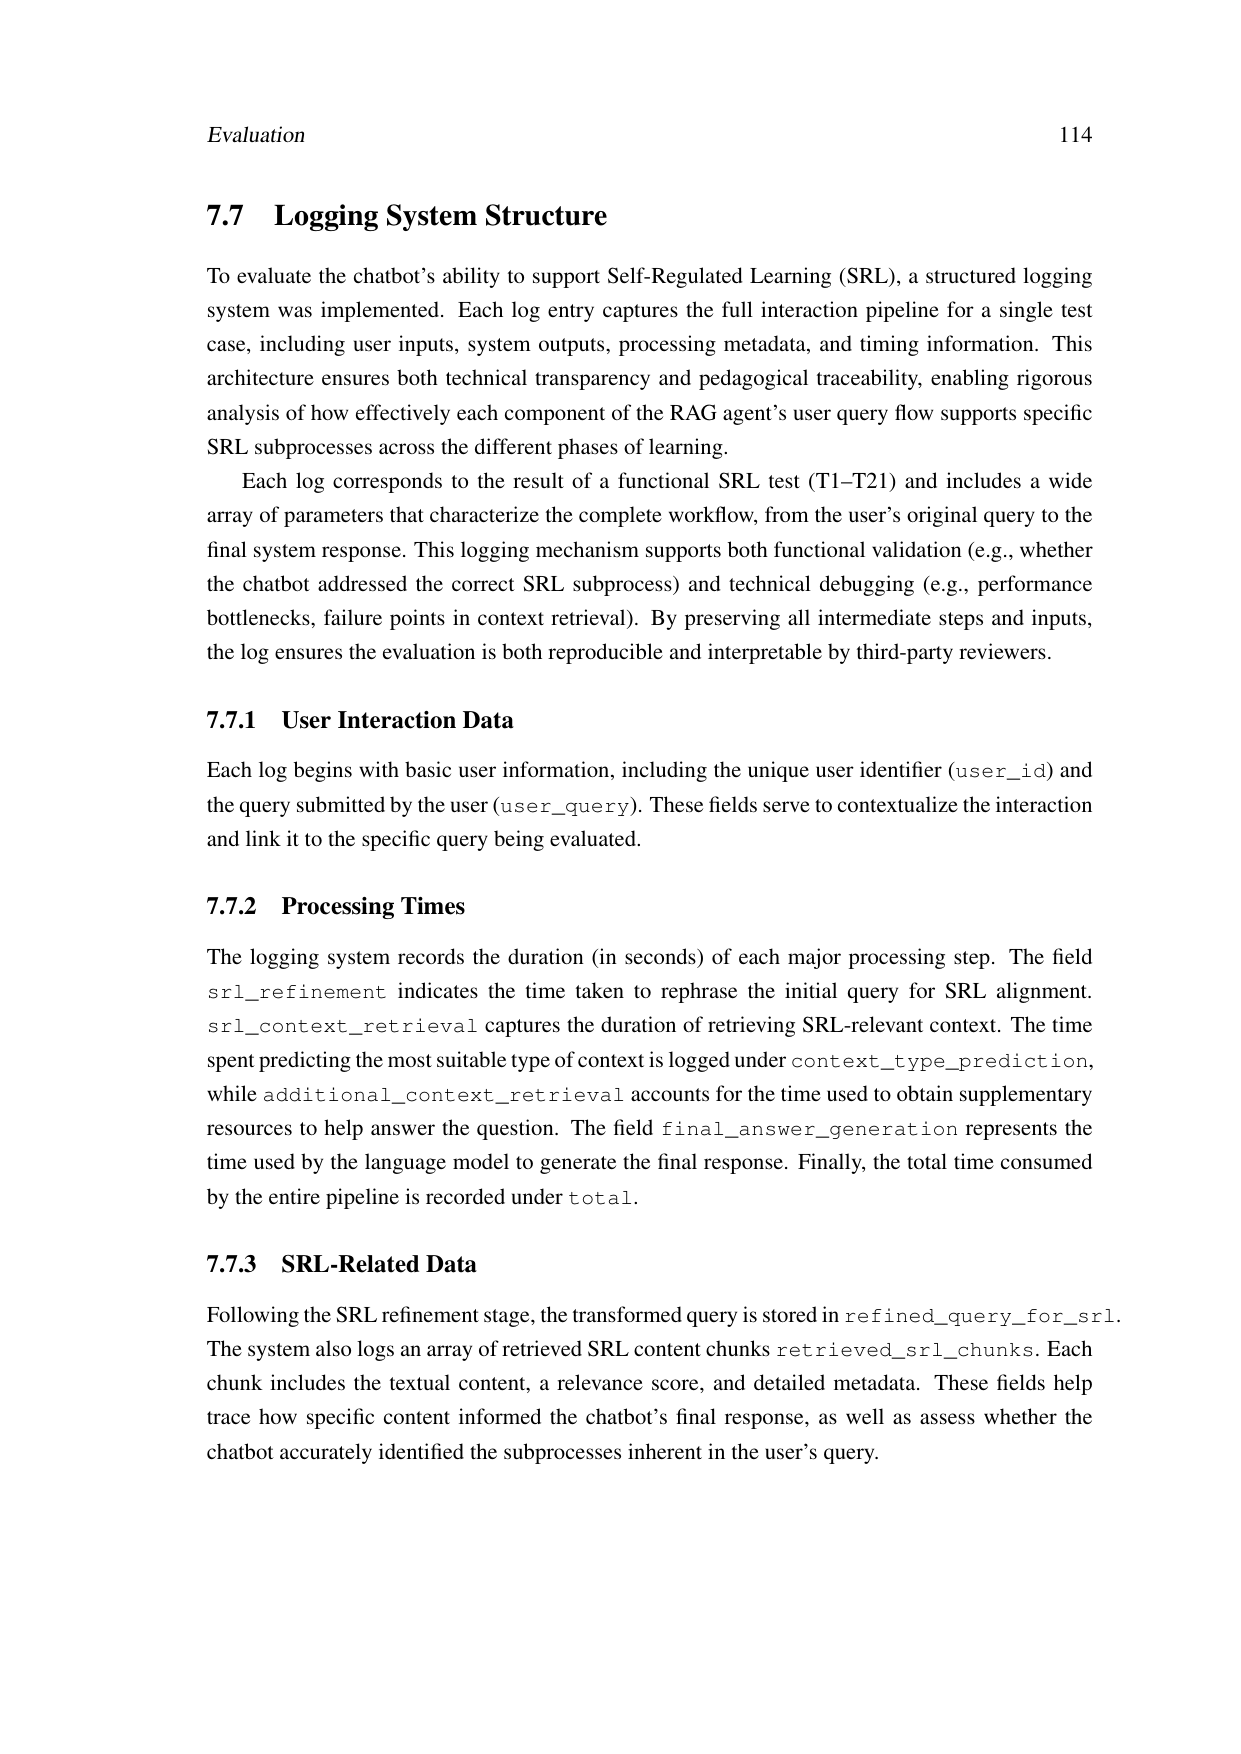 Evaluation 114
7.7 Logging System Structure
To evaluate the chatbot’s ability to support Self-Regulated Learning (SRL), a structured logging
system was implemented. Each log entry captures the full interaction pipeline for a single test
case, including user inputs, system outputs, processing metadata, and timing information. This
architecture ensures both technical transparency and pedagogical traceability, enabling rigorous
analysis of how effectively each component of the RAG agent’s user query flow supports specific
SRL subprocesses across the different phases of learning.
Each log corresponds to the result of a functional SRL test (T1–T21) and includes a wide
array of parameters that characterize the complete workflow, from the user’s original query to the
final system response. This logging mechanism supports both functional validation (e.g., whether
the chatbot addressed the correct SRL subprocess) and technical debugging (e.g., performance
bottlenecks, failure points in context retrieval). By preserving all intermediate steps and inputs,
the log ensures the evaluation is both reproducible and interpretable by third-party reviewers.
7.7.1 User Interaction Data
Each log begins with basic user information, including the unique user identifier (user_id) and
the query submitted by the user (user_query). These fields serve to contextualize the interaction
and link it to the specific query being evaluated.
7.7.2 Processing Times
The logging system records the duration (in seconds) of each major processing step. The field
srl_refinement indicates the time taken to rephrase the initial query for SRL alignment.
srl_context_retrieval captures the duration of retrieving SRL-relevant context. The time
spent predicting the most suitable type of context is logged under context_type_prediction,
while additional_context_retrieval accounts for the time used to obtain supplementary
resources to help answer the question. The field final_answer_generation represents the
time used by the language model to generate the final response. Finally, the total time consumed
by the entire pipeline is recorded under total.
7.7.3 SRL-Related Data
Following the SRL refinement stage, the transformed query is stored in refined_query_for_srl.
The system also logs an array of retrieved SRL content chunks retrieved_srl_chunks. Each
chunk includes the textual content, a relevance score, and detailed metadata. These fields help
trace how specific content informed the chatbot’s final response, as well as assess whether the
chatbot accurately identified the subprocesses inherent in the user’s query.